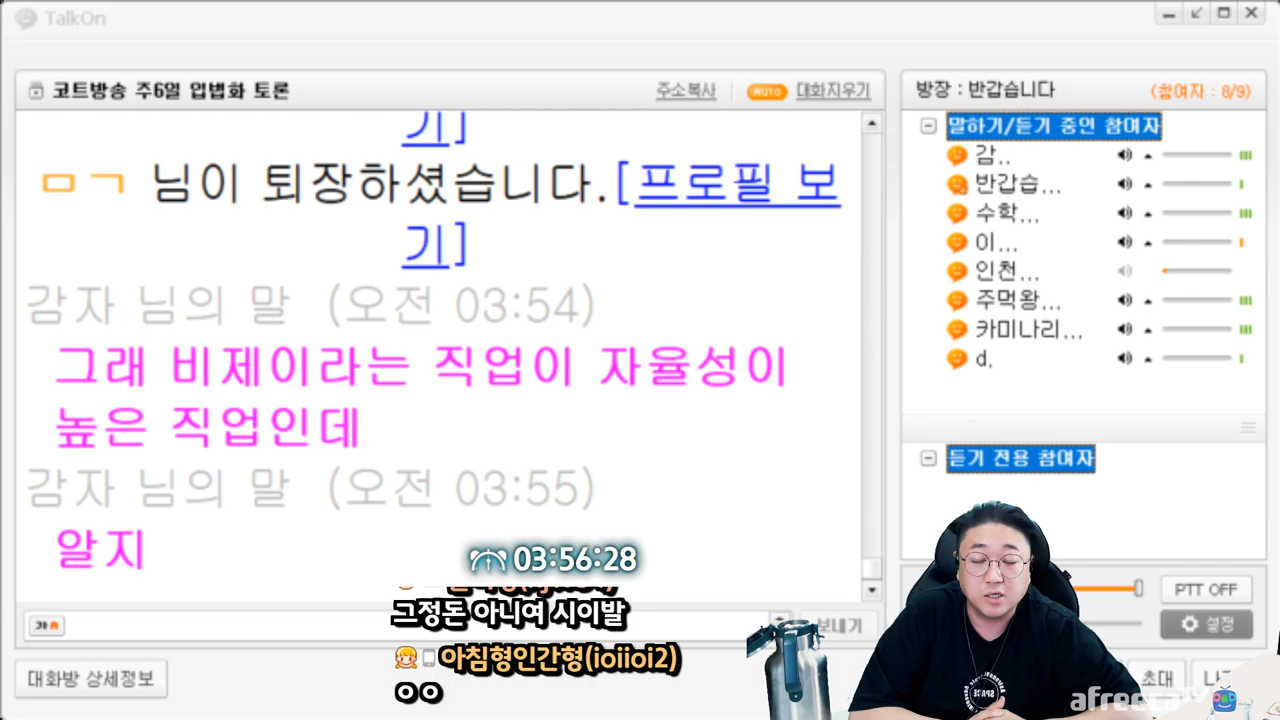 TalkOn
코트방송 주6일 입법화 토론
주소복사
AUTO
대화지우기
기]
ㅁㄱ 님이 퇴장하셨습니다.[프로필 보
기]
감자 님의 말 (오전 03:54)
그래 비제이라는 직업이 자율성이
높은 직업인데
감자 님의 말 (오전 03:55)
알지
03:56:28
그정돈 아니여 시이발
아침형인간형(ioiioi2)
ㅇㅇ
가
보내기
대화방 상세정보
방장 : 반갑습니다
(참여자 : 8/9)
말하기/듣기 중인 참여자
감..
반갑습...
수학...
이...
인천...
주먹왕...
카미나리...
d.
듣기 전용 참여자
PTT OFF
설정
초대
SPACE
afreecaTV